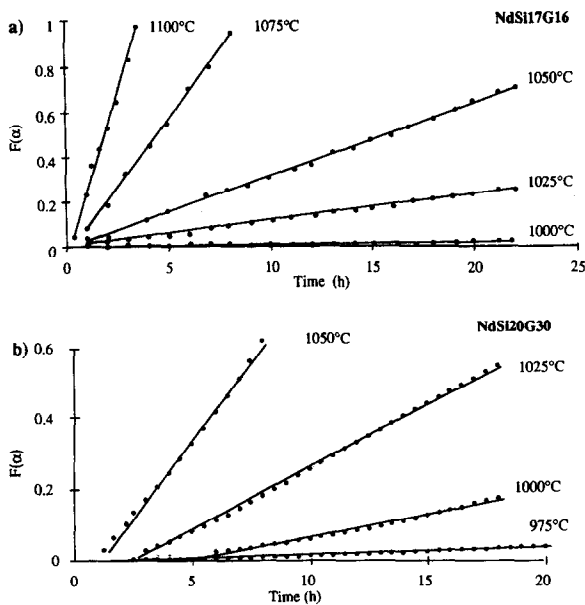 a)
NdSi17G16
1100°C
1075°C
1050°C
1025°C
1000°C
F(α)
1
0.8
0.6
0.4
0.2
0
0 5 10 15 20 25
Time (h)
b)
NdSi20G30
1050°C
1025°C
1000°C
975°C
F(α)
0.6
0.4
0.2
0
0 5 10 15 20
Time (h)